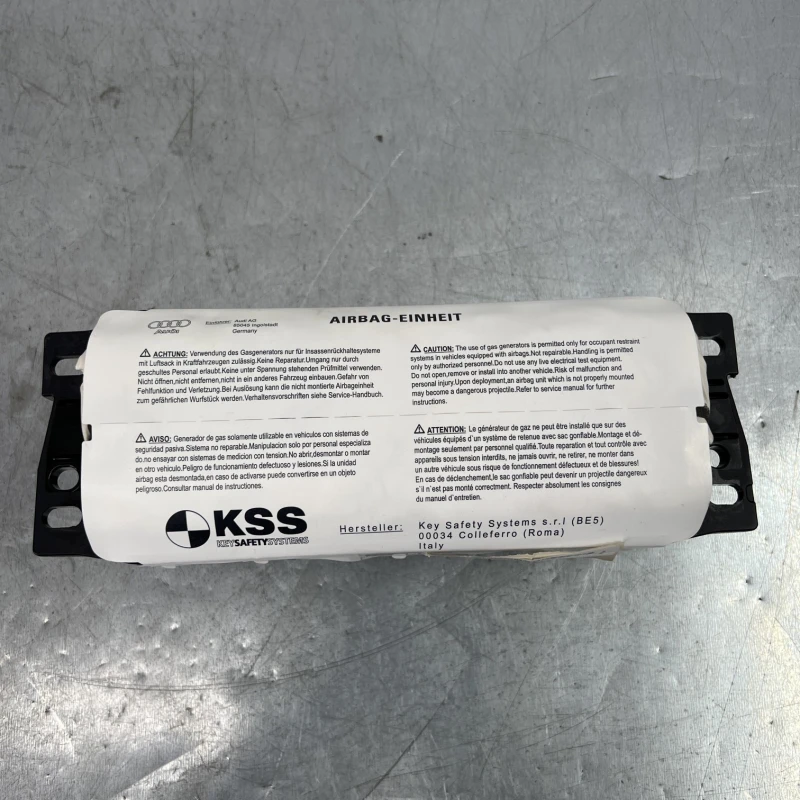 Audi AG
85045 Ingolstadt
Germany
AIRBAG-EINHEIT
ACHTUNG: Verwendung des Gasgenerators nur für Insassenrückhaltesysteme
mit Luftsack in Kraftfahrzeugen zulässig.Keine Reparatur.Umgang nur durch
geschultes Personal erlaubt.Keine unter Spannung stehenden Prüfmittel verwenden.
Nicht öffnen,nicht entfernen,nicht in ein anderes Fahrzeug einbauen.Gefahr von
Fehlfunktion und Verletzung.Bei Auslösung kann die nicht montierte Airbageinheit
zum gefährlichen Wurfstück werden.Verhaltensvorschriften siehe Service-Handbuch.
CAUTION: The use of gas generators is permitted only for occupant restraint
systems in vehicles equipped with airbags.Not repairable.Handling is permitted
only by authorized personnel.Do not use any live electrical test equipment.
Do not open,remove or install into another vehicle.Risk of malfunction and
personal injury.Upon deployment,an airbag unit which is not properly mounted
may become a dangerous projectile.Refer to service manual for further
instructions.
AVISO: Generador de gas solamente utilizable en vehiculos con sistemas de
seguridad pasiva.Sistema no reparable.Manipulacion solo por personal especializa
do.no ensayar con sistemas de medicion con tension.No abrir,desmontar o montar
en otro vehiculo.Peligro de funcionamiento defectuoso y lesiones.Si la unidad
airbag esta desmontada,en caso de activarse puede convertirse en un objeto
peligroso.Consultar manual de instrucciones.
ATTENTION: Le générateur de gaz ne peut être installé que sur des
véhicules équipés d'un système de retenue avec sac gonflable.Montage et dé-
montage seulement par personnel qualifié.Toute reparation et tout contrôle avec
appareils sous tension interdits, ne jamais ouvrir, ne retirer, ne monter dans
un autre véhicule sous risque de fonctionnement défectueux et de blessures!
En cas de déclenchement,le sac gonflable peut devenir un projectile dangereux
s'il n'est pas monté correctement. Respecter absolument les consignes
du manuel d'entretien.
KSS
KEYSAFETYSYSTEMS
Hersteller:
Key Safety Systems s.r.l (BE5)
00034 Colleferro (Roma)
Italy